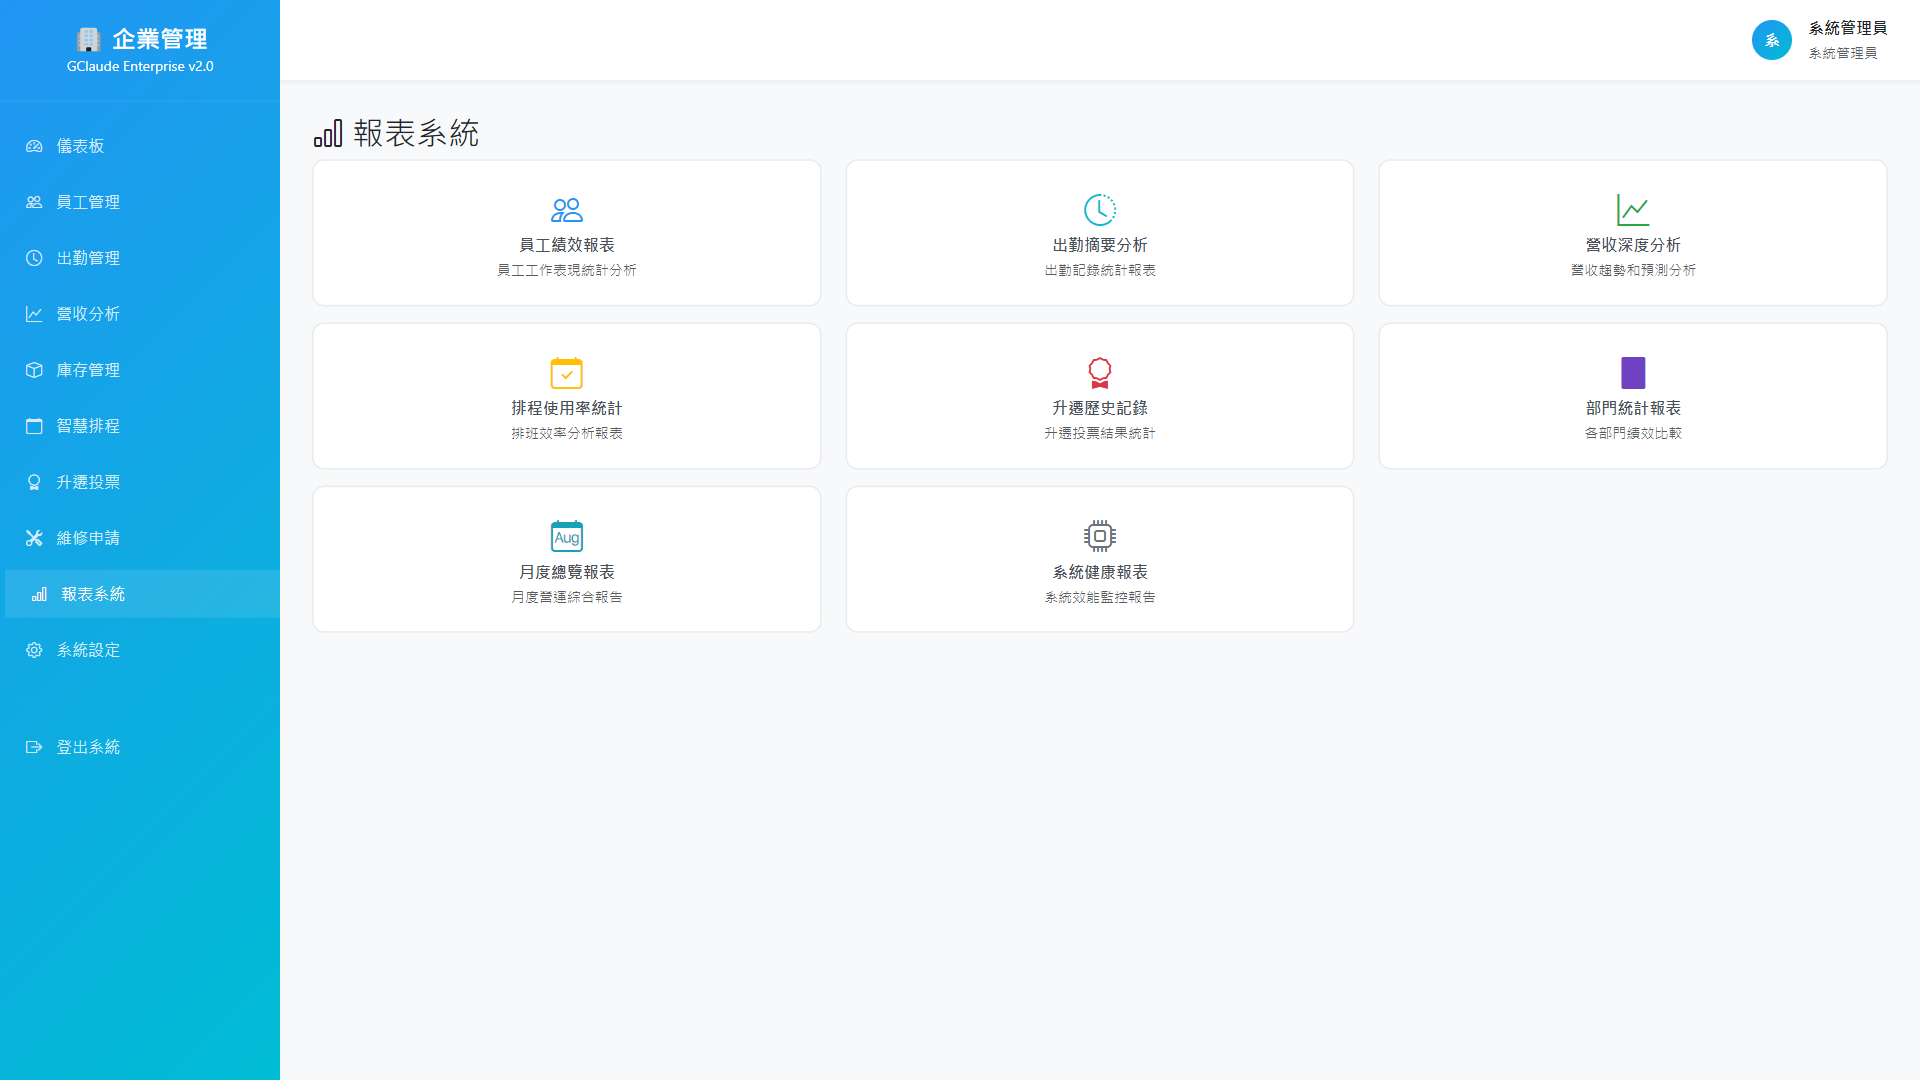 企業管理
GClaude Enterprise v2.0
儀表板
員工管理
出勤管理
營收分析
庫存管理
智慧排程
升遷投票
維修申請
報表系統
系統設定
登出系統
系
系統管理員
系統管理員
報表系統
員工績效報表
員工工作表現統計分析
出勤摘要分析
出勤記錄統計報表
營收深度分析
營收趨勢和預測分析
排程使用率統計
排班效率分析報表
升遷歷史記錄
升遷投票結果統計
部門統計報表
各部門績效比較
Aug
月度總覽報表
月度營運綜合報告
系統健康報表
系統效能監控報告